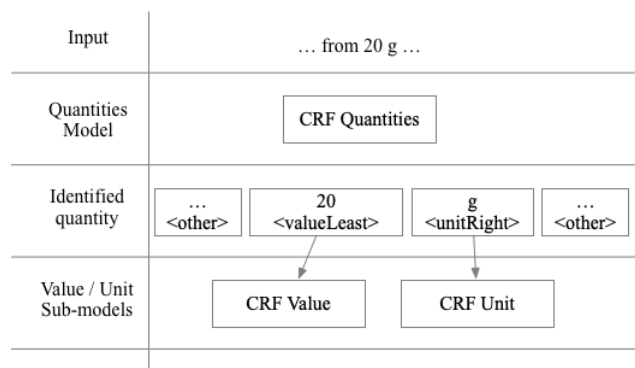 Input
… from 20 g …
Quantities
Model
CRF Quantities
Identified
quantity
…
<other>
20
<valueLeast>
g
<unitRight>
…
<other>
Value / Unit
Sub-models
CRF Value
CRF Unit